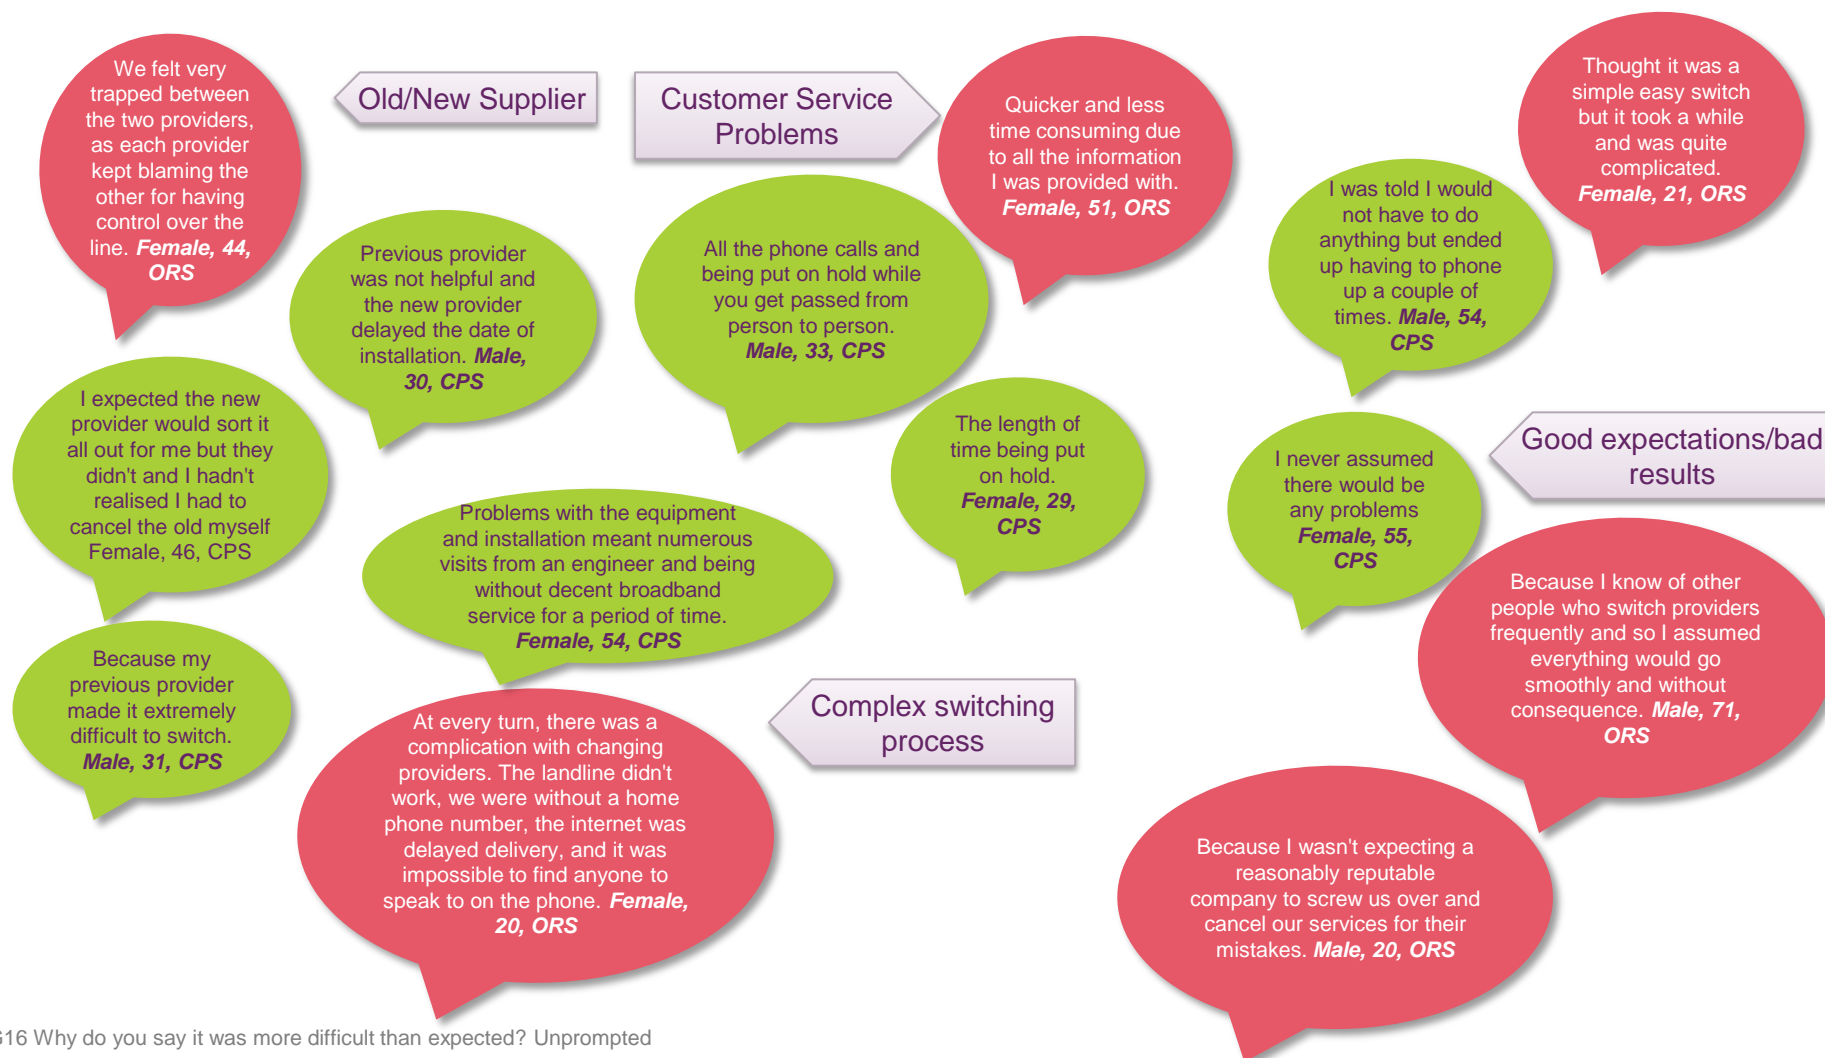 We felt very
trapped between
the two providers,
as each provider
kept blaming the
other for having
control over the
line. Female, 44,
ORS
Old/New Supplier
Customer Service
Problems
Quicker and less
time consuming due
to all the information
I was provided with.
Female, 51, ORS
Thought it was a
simple easy switch
but it took a while
and was quite
complicated.
Female, 21, ORS
Previous provider
was not helpful and
the new provider
delayed the date of
installation. Male,
30, CPS
All the phone calls and
being put on hold while
you get passed from
person to person.
Male, 33, CPS
I was told I would
not have to do
anything but ended
up having to phone
up a couple of
times. Male, 54,
CPS
I expected the new
provider would sort it
all out for me but they
didn't and I hadn't
realised I had to
cancel the old myself
Female, 46, CPS
The length of
time being put
on hold.
Female, 29,
CPS
I never assumed
there would be
any problems
Female, 55,
CPS
Good expectations/bad
results
Problems with the equipment
and installation meant numerous
visits from an engineer and being
without decent broadband
service for a period of time.
Female, 54, CPS
Because I know of other
people who switch providers
frequently and so I assumed
everything would go
smoothly and without
consequence. Male, 71,
ORS
Because my
previous provider
made it extremely
difficult to switch.
Male, 31, CPS
Complex switching
process
At every turn, there was a
complication with changing
providers. The landline didn't
work, we were without a home
phone number, the internet was
delayed delivery, and it was
impossible to find anyone to
speak to on the phone. Female,
20, ORS
Because I wasn't expecting a
reasonably reputable
company to screw us over and
cancel our services for their
mistakes. Male, 20, ORS
16 Why do you say it was more difficult than expected? Unprompted